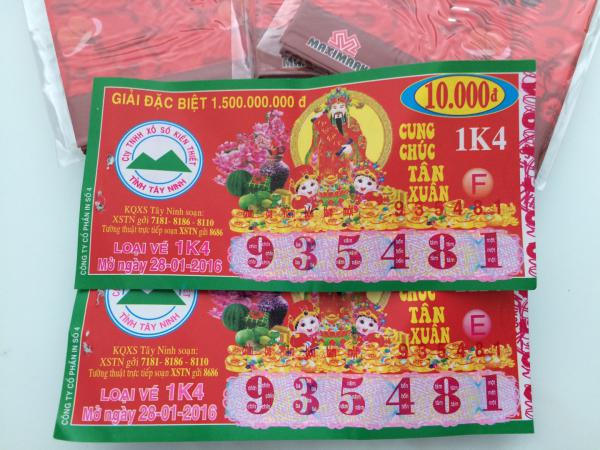 MAXIMARK
GIẢI ĐẶC BIỆT 1.500.000.000 đ
10.000đ
CTY TNHH XỔ SỐ KIẾN THIẾT
TỈNH TÂY NINH
CUNG
CHÚC
TÂN
XUÂN
1K4
F
KQXS Tây Ninh soạn:
XSTN gởi 7181 - 8186 - 8110
Tường thuật trực tiếp soạn XSTN gửi 8686
935481
LOẠI VÉ 1K4
Mở ngày 28-01-2016
935481
CÔNG TY CỔ PHẦN IN SỐ 4
TỈNH TÂY NINH
CHÚC
TÂN
XUÂN
E
KQXS Tây Ninh soạn:
XSTN gởi 7181 - 8186 - 8110
Tường thuật trực tiếp soạn XSTN gửi 8686
935481
LOẠI VÉ 1K4
Mở ngày 28-01-2016
935481
CÔNG TY CỔ PHẦN IN SỐ 4